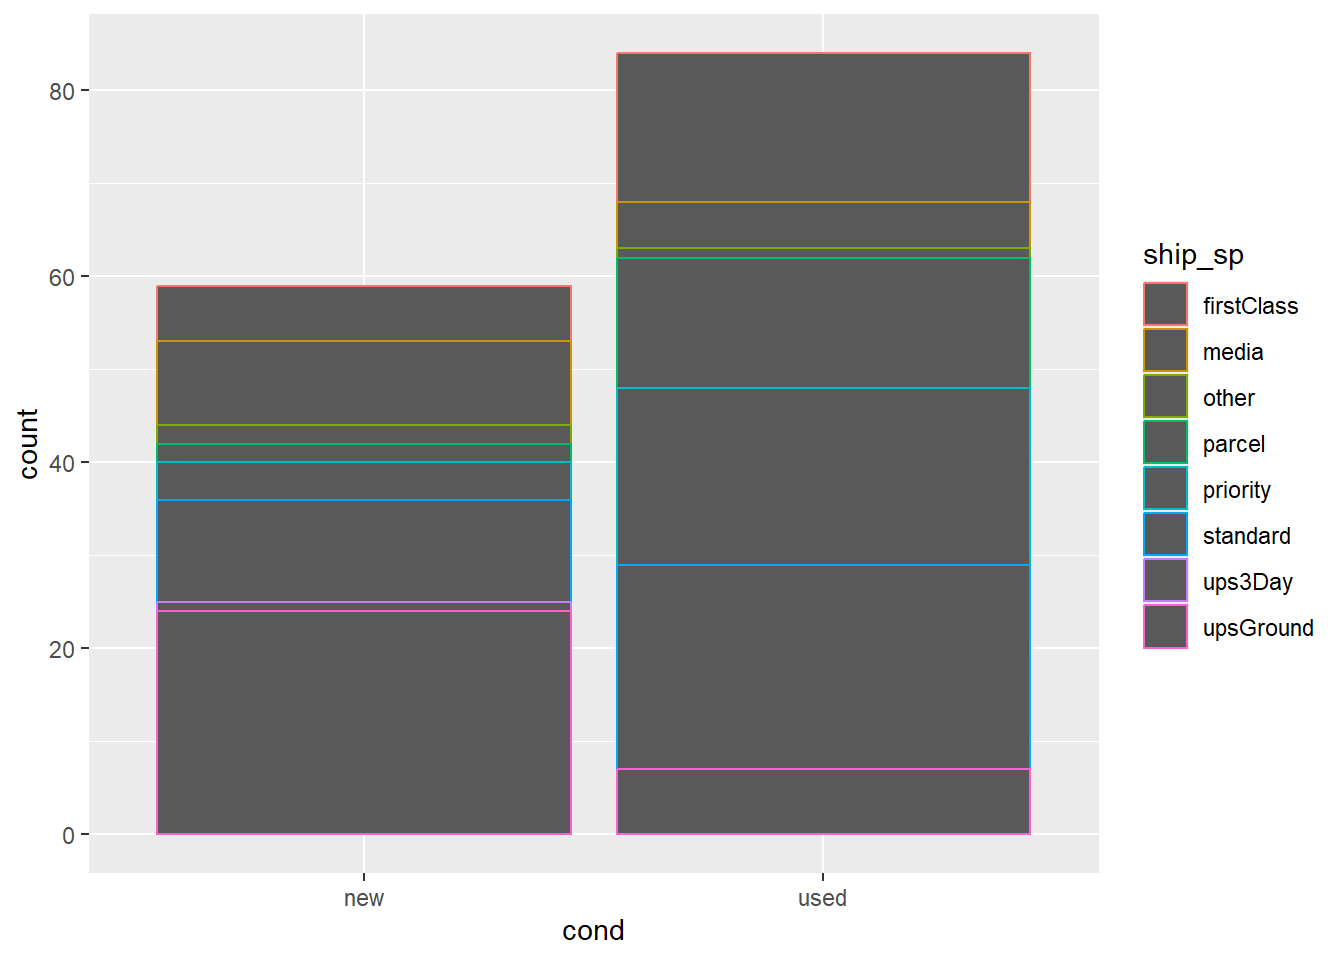 80
60
40
20
0
count
new
used
cond
ship_sp
firstClass
media
other
parcel
priority
standard
ups3Day
upsGround